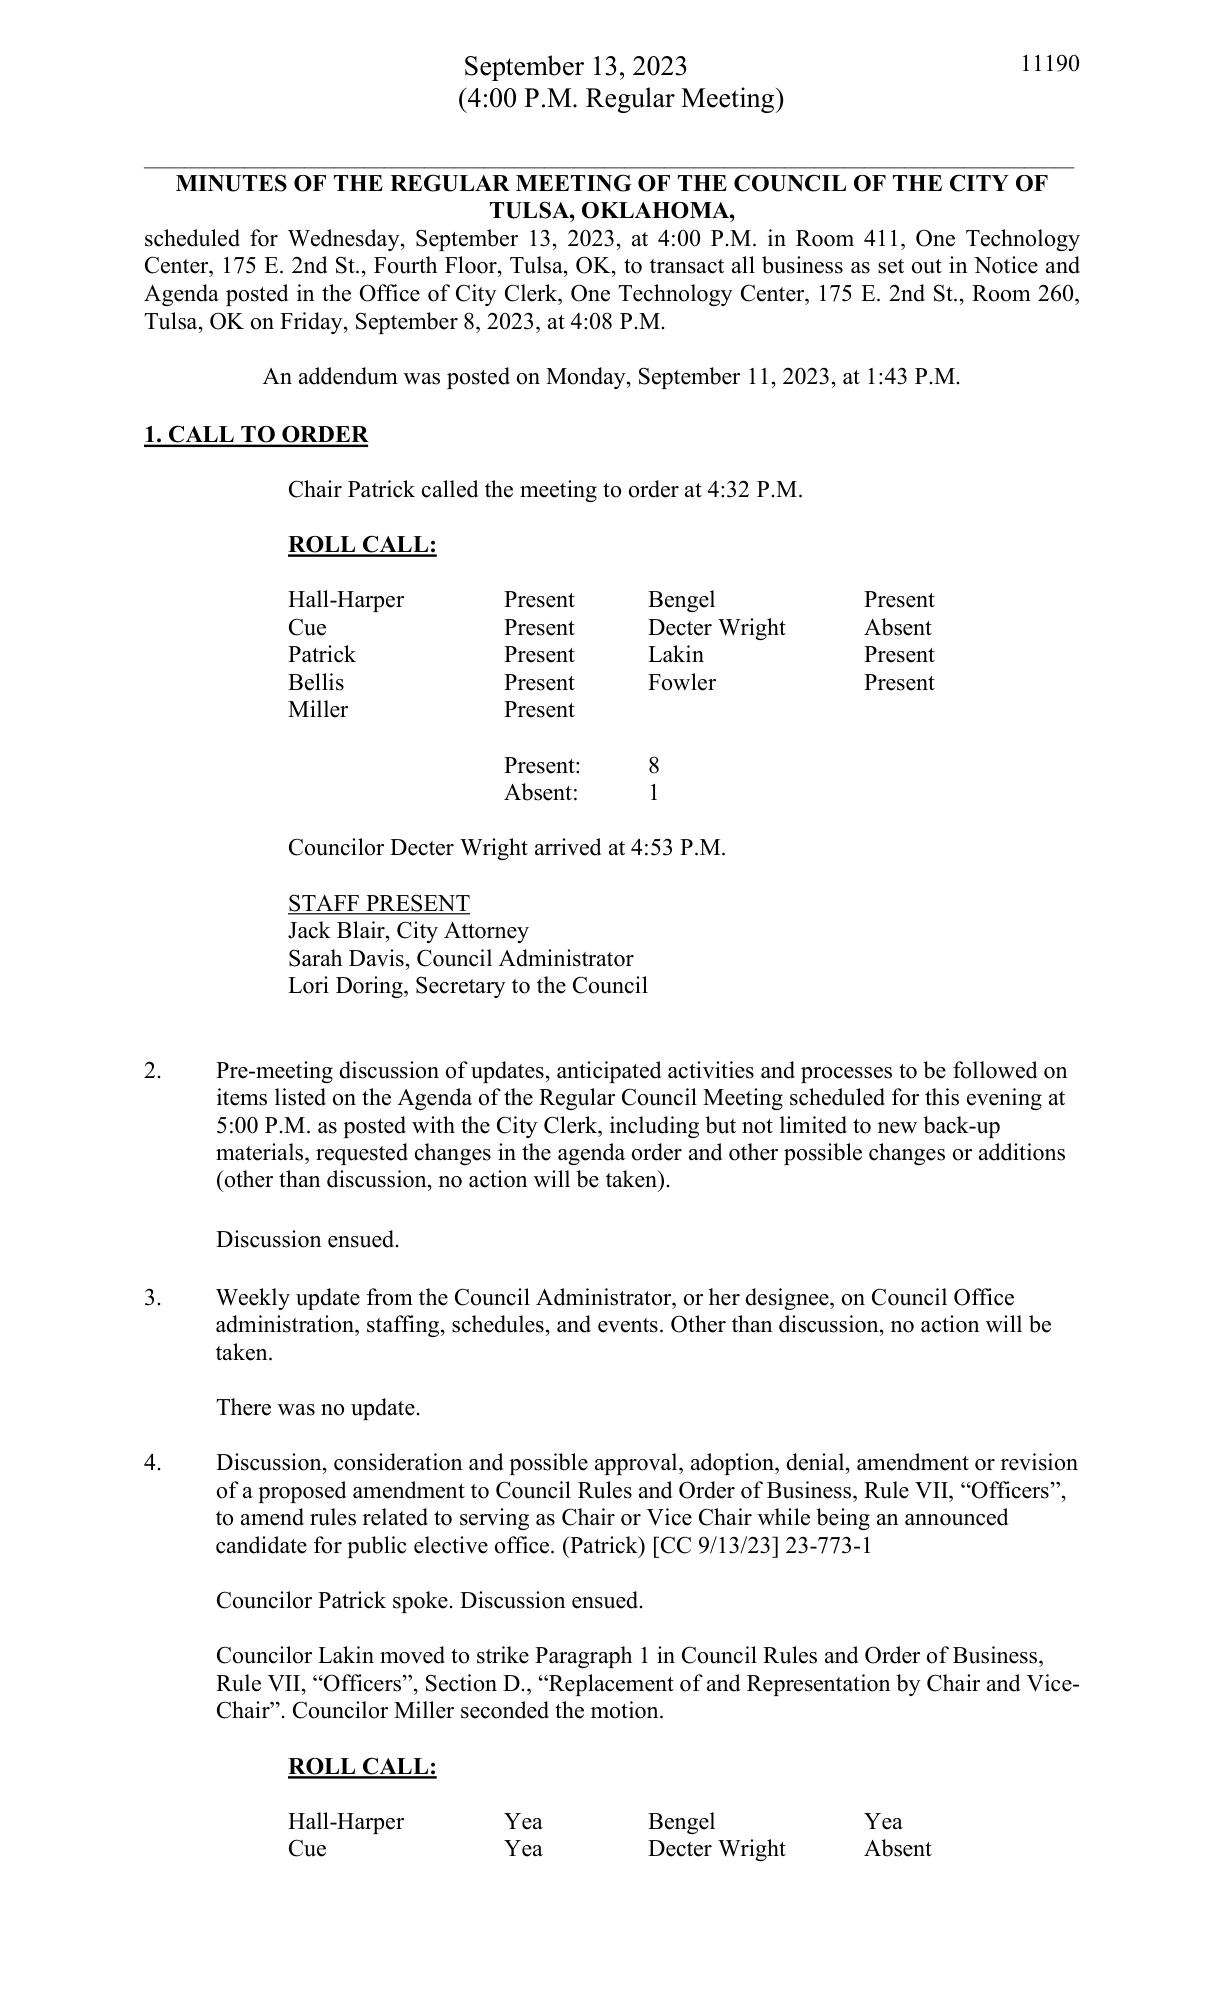 September 13, 2023 11190
(4:00 P.M. Regular Meeting)
MINUTES OF THE REGULAR MEETING OF THE COUNCIL OF THE CITY OF
TULSA, OKLAHOMA,
scheduled for Wednesday, September 13, 2023, at 4:00 P.M. in Room 411, One Technology
Center, 175 E. 2nd St., Fourth Floor, Tulsa, OK, to transact all business as set out in Notice and
Agenda posted in the Office of City Clerk, One Technology Center, 175 E. 2nd St., Room 260,
Tulsa, OK on Friday, September 8, 2023, at 4:08 P.M.
An addendum was posted on Monday, September 11, 2023, at 1:43 P.M.
1. CALL TO ORDER
Chair Patrick called the meeting to order at 4:32 P.M.
ROLL CALL:
Hall-Harper Present Bengel Present
Cue Present Decter Wright Absent
Patrick Present Lakin Present
Bellis Present Fowler Present
Miller Present
Present: 8
Absent: 1
Councilor Decter Wright arrived at 4:53 P.M.
STAFF PRESENT
Jack Blair, City Attorney
Sarah Davis, Council Administrator
Lori Doring, Secretary to the Council
2. Pre-meeting discussion of updates, anticipated activities and processes to be followed on
items listed on the Agenda of the Regular Council Meeting scheduled for this evening at
5:00 P.M. as posted with the City Clerk, including but not limited to new back-up
materials, requested changes in the agenda order and other possible changes or additions
(other than discussion, no action will be taken).
Discussion ensued.
3. Weekly update from the Council Administrator, or her designee, on Council Office
administration, staffing, schedules, and events. Other than discussion, no action will be
taken.
There was no update.
4. Discussion, consideration and possible approval, adoption, denial, amendment or revision
of a proposed amendment to Council Rules and Order of Business, Rule VII, “Officers”,
to amend rules related to serving as Chair or Vice Chair while being an announced
candidate for public elective office. (Patrick) [CC 9/13/23] 23-773-1
Councilor Patrick spoke. Discussion ensued.
Councilor Lakin moved to strike Paragraph 1 in Council Rules and Order of Business,
Rule VII, “Officers”, Section D., “Replacement of and Representation by Chair and Vice-
Chair”. Councilor Miller seconded the motion.
ROLL CALL:
Hall-Harper Yea Bengel Yea
Cue Yea Decter Wright Absent